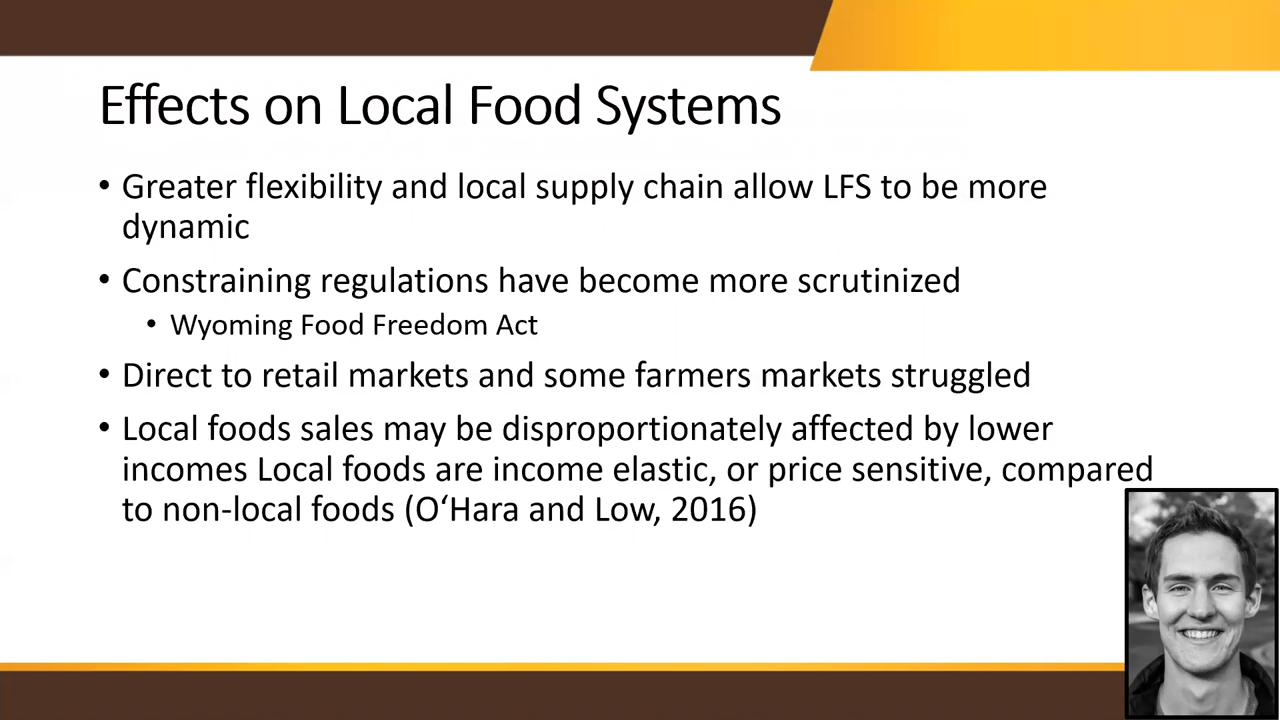 Effects on Local Food Systems
• Greater flexibility and local supply chain allow LFS to be more
dynamic
• Constraining regulations have become more scrutinized
• Wyoming Food Freedom Act
• Direct to retail markets and some farmers markets struggled
• Local foods sales may be disproportionately affected by lower
incomes Local foods are income elastic, or price sensitive, compared
to non-local foods (O‘Hara and Low, 2016)